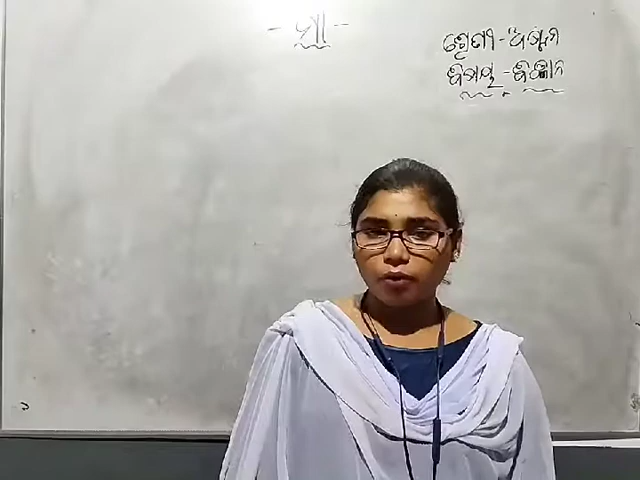 - ମା -
ଶ୍ରେଣୀ - ଅଷ୍ଟମ
ବିଷୟ - ବିଜ୍ଞାନ